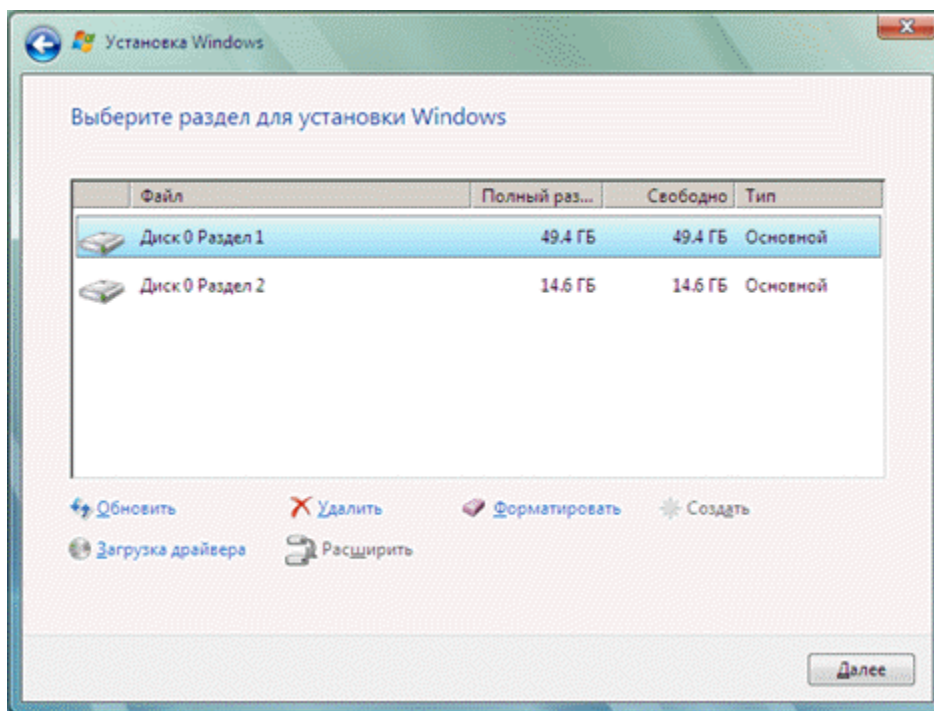 Установка Windows
Выберите раздел для установки Windows
Файл Полный раз... Свободно Тип
Диск 0 Раздел 1 49.4 ГБ 49.4 ГБ Основной
Диск 0 Раздел 2 14.6 ГБ 14.6 ГБ Основной
Обновить Удалить Форматировать Создать
Загрузка драйвера Расширить
Далее